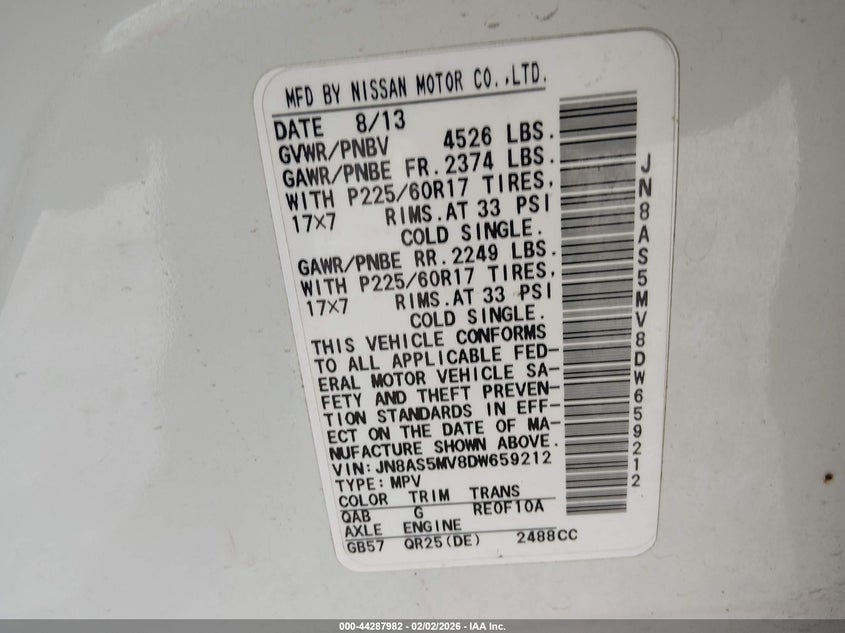 MFD BY NISSAN MOTOR CO.,LTD.
DATE 8/13
GVWR/PNBV 4526 LBS.
GAWR/PNBE FR. 2374 LBS.
WITH P225/60R17 TIRES,
17×7 RIMS. AT 33 PSI
COLD SINGLE.
GAWR/PNBE RR. 2249 LBS.
WITH P225/60R17 TIRES,
17×7 RIMS. AT 33 PSI
COLD SINGLE.
THIS VEHICLE CONFORMS
TO ALL APPLICABLE FED-
ERAL MOTOR VEHICLE SA-
FETY AND THEFT PREVEN-
TION STANDARDS IN EFF-
ECT ON THE DATE OF MA-
NUFACTURE SHOWN ABOVE.
VIN:JN8AS5MV8DW659212
TYPE:MPV
COLOR TRIM TRANS
QAB G RE0F10A
AXLE ENGINE
GB57 QR25(DE) 2488CC
JN8AS5MV8DW659212
000-44287982 - 02/02/2026 - IAA Inc.